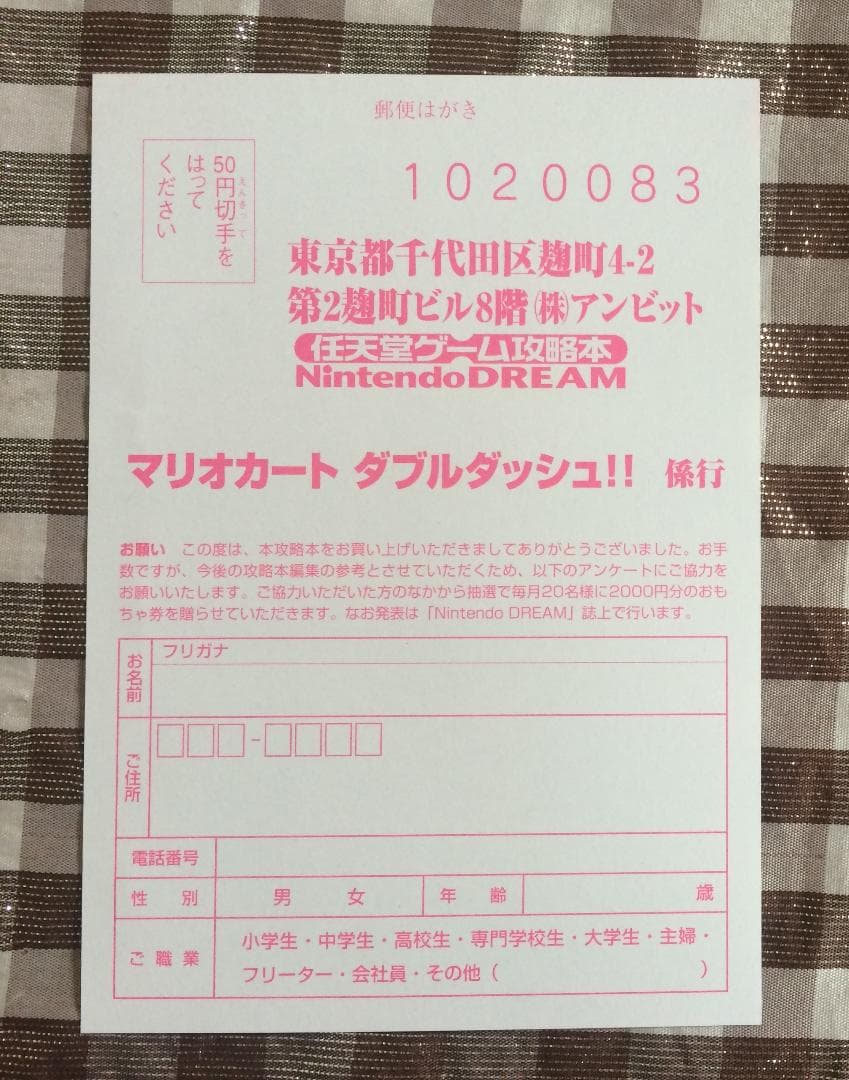 郵便はがき
50円切手を
えんきって
はって
ください
1020083
東京都千代田区麹町4-2
第2麹町ビル8階㈱アンビット
任天堂ゲーム攻略本
NintendoDREAM
マリオカート ダブルダッシュ!! 係行
お願い この度は、本攻略本をお買い上げいただきましてありがとうございました。お手
数ですが、今後の攻略本編集の参考とさせていただくため、以下のアンケートにご協力を
お願いいたします。ご協力いただいた方のなかから抽選で毎月20名様に2000円分のおも
ちゃ券を贈らせていただきます。なお発表は「Nintendo DREAM」誌上で行います。
お名前
フリガナ
ご住所
-
電話番号
性別 男 女 年齢 歳
ご職業
小学生・中学生・高校生・専門学校生・大学生・主婦・
フリーター・会社員・その他( )